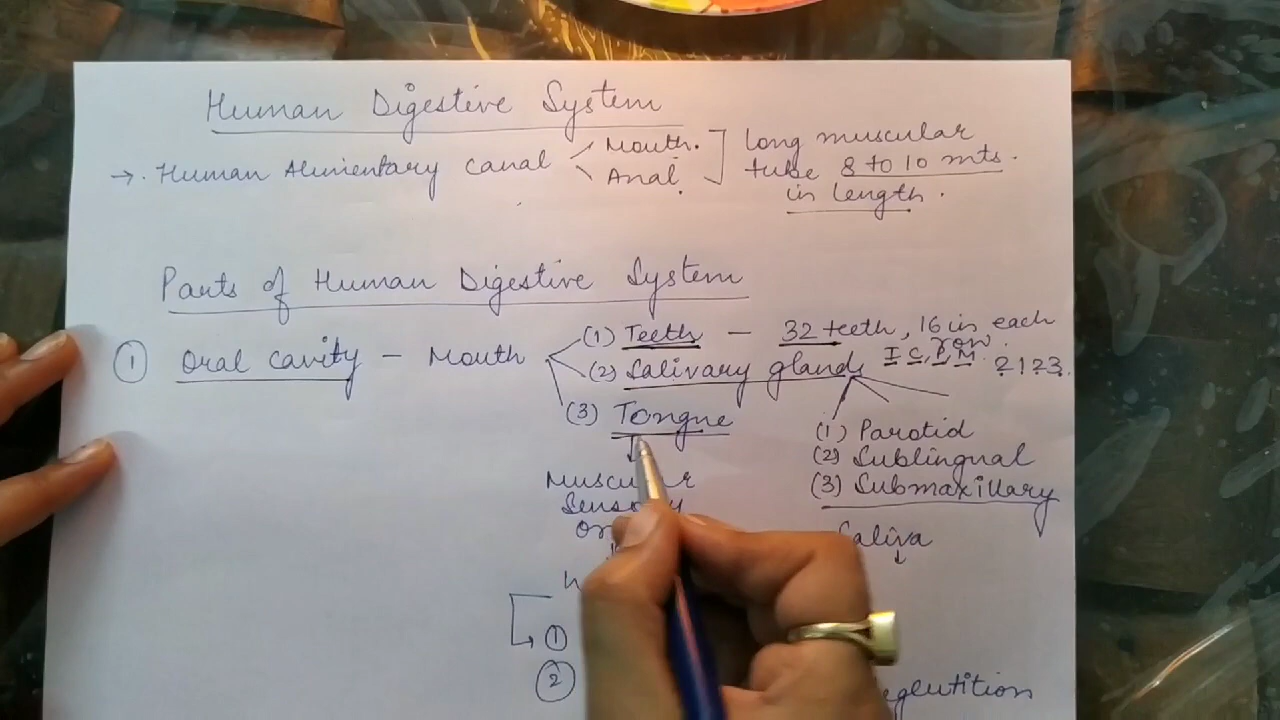 Human Digestive System
→. Human Alimentary canal
Mouth.
Anal.
long muscular
tube 8 to 10 mts.
in length.
Parts of Human Digestive System
① Oral cavity – Mouth
(1) Teeth – 32 teeth, 16 in each
row.
(2) Salivary glands I C, P, M. 2123.
(3) Tongue
(1) Parotid
(2) Sublingual
(3) Submaxillary
Saliva
↓
↓
①
②